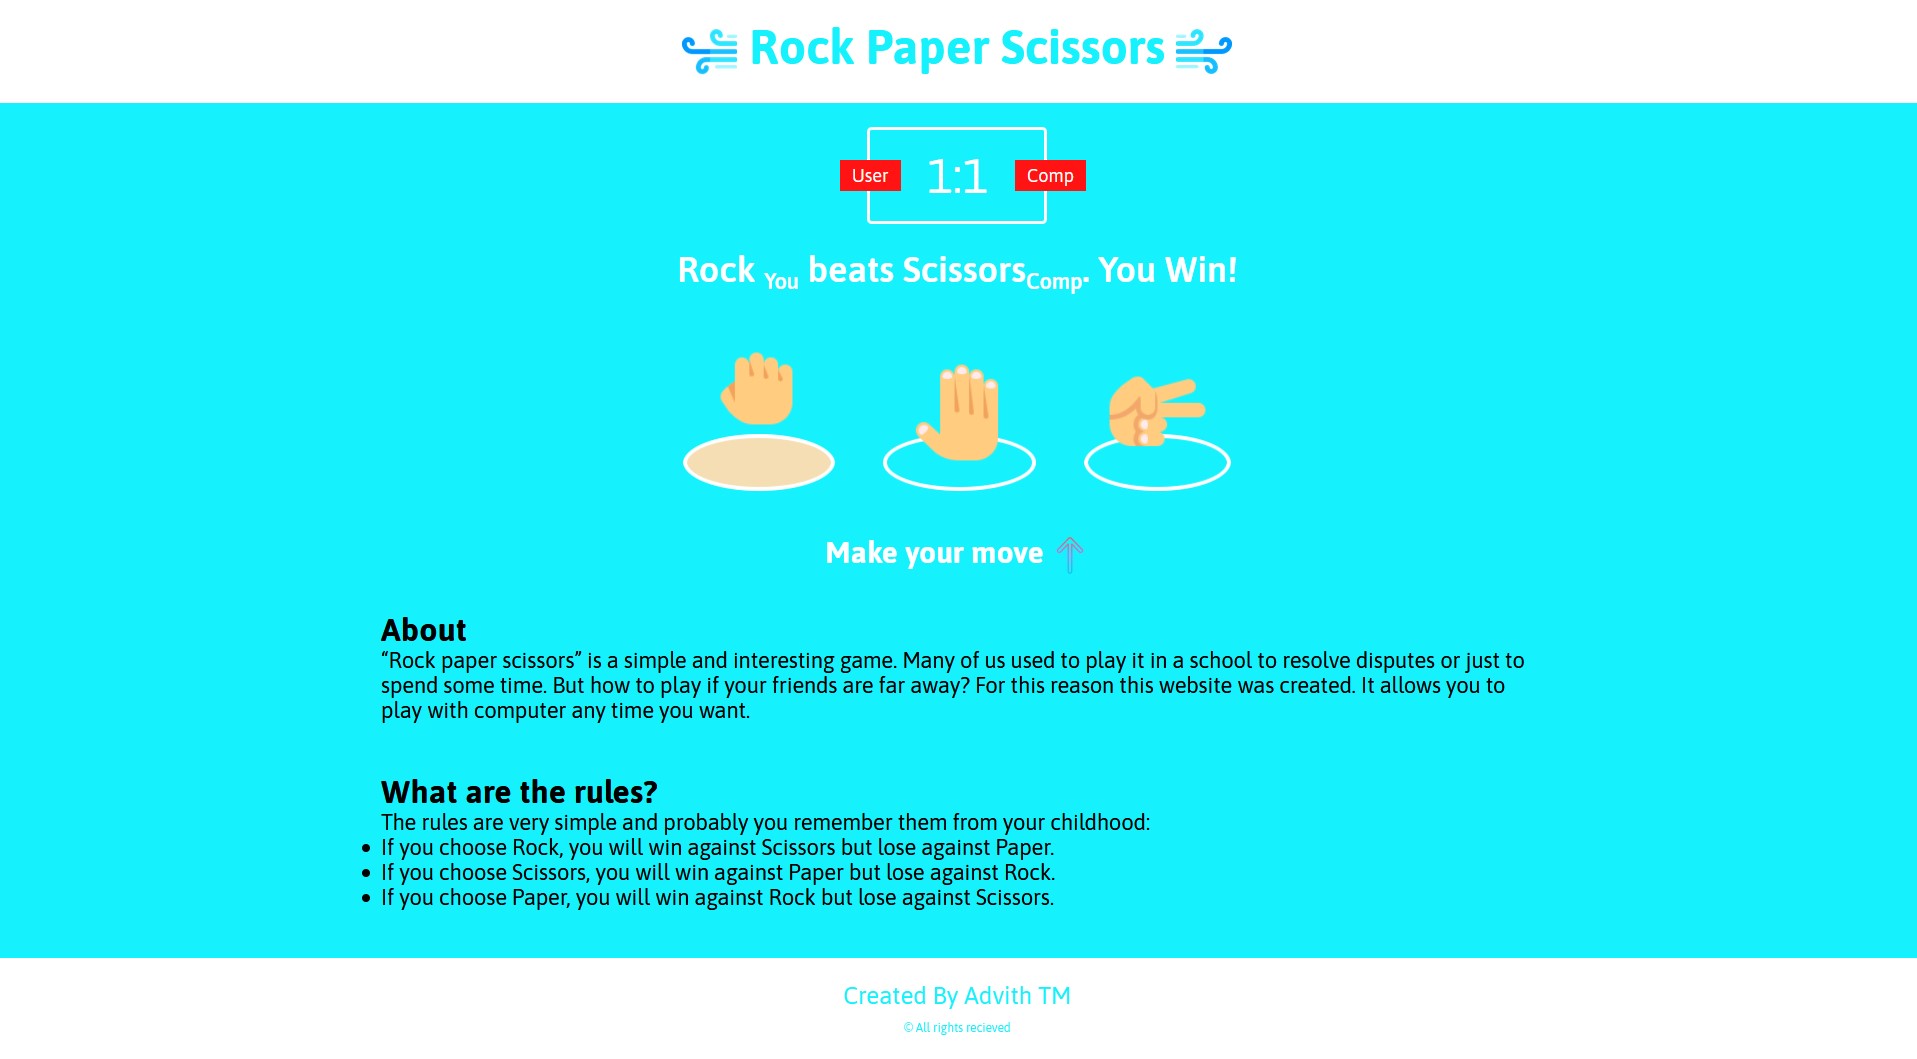 Rock Paper Scissors
User 1:1 Comp
Rock You beats ScissorsComp. You Win!
Make your move
About
“Rock paper scissors” is a simple and interesting game. Many of us used to play it in a school to resolve disputes or just to
spend some time. But how to play if your friends are far away? For this reason this website was created. It allows you to
play with computer any time you want.
What are the rules?
The rules are very simple and probably you remember them from your childhood:
• If you choose Rock, you will win against Scissors but lose against Paper.
• If you choose Scissors, you will win against Paper but lose against Rock.
• If you choose Paper, you will win against Rock but lose against Scissors.
Created By Advith TM
© All rights recieved